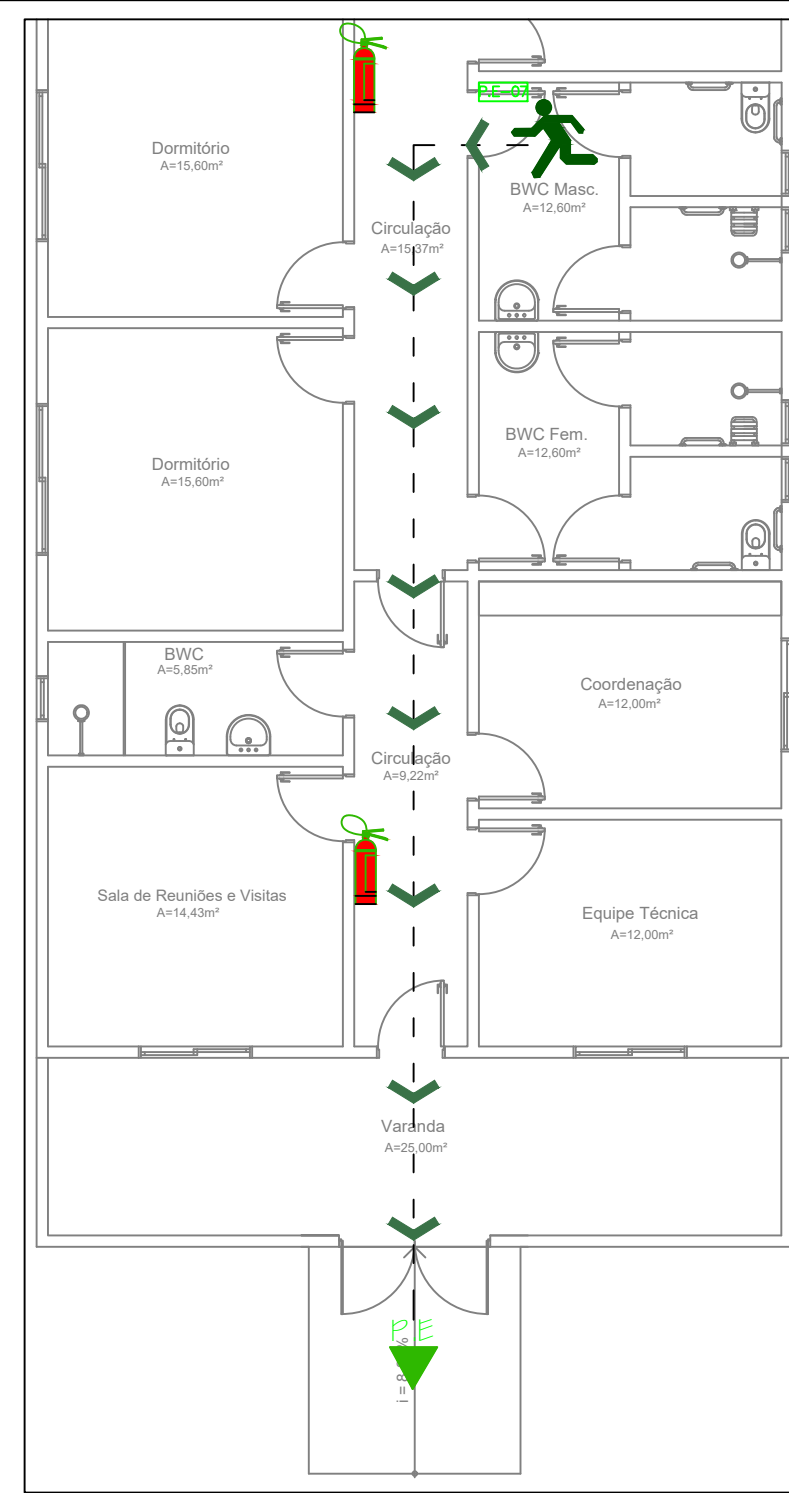 P.E-07
Dormitório
A=15,60m²
BWC Masc.
A=12,60m²
Circulação
A=15,37m²
BWC Fem.
A=12,60m²
Dormitório
A=15,60m²
BWC
A=5,85m²
Coordenação
A=12,00m²
Circulação
A=9,22m²
Sala de Reuniões e Visitas
A=14,43m²
Equipe Técnica
A=12,00m²
Varanda
A=25,00m²
P.E